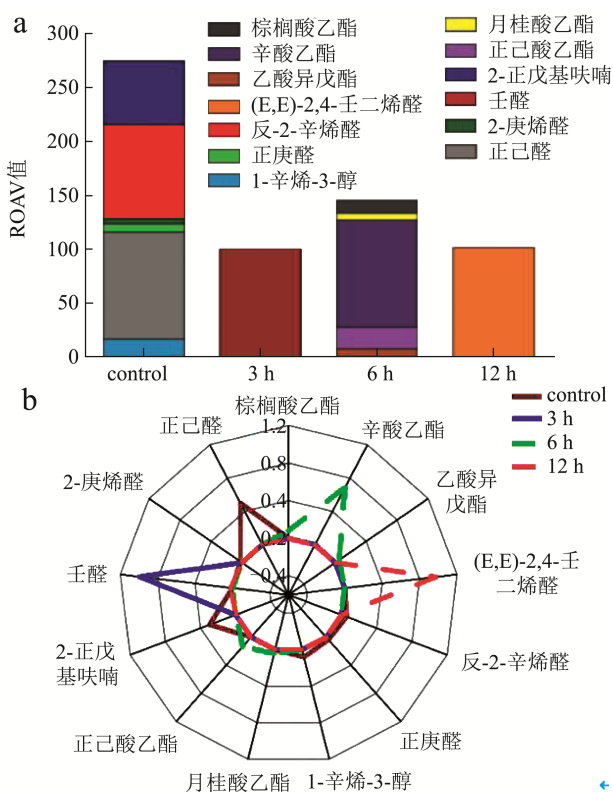 a
棕榈酸乙酯
辛酸乙酯
乙酸异戊酯
(E,E)-2,4-壬二烯醛
反-2-辛烯醛
正庚醛
1-辛烯-3-醇
月桂酸乙酯
正己酸乙酯
2-正戊基呋喃
壬醛
2-庚烯醛
正己醛
300
250
200
150
100
50
0
ROAV值
control
3 h
6 h
12 h
b
control
3 h
6 h
12 h
棕榈酸乙酯
辛酸乙酯
乙酸异
戊酯
(E,E)-2,4-壬
二烯醛
反-2-辛烯醛
正庚醛
1-辛烯-3-醇
月桂酸乙酯
正己酸乙酯
2-正戊
基呋喃
壬醛
2-庚烯醛
正己醛
1.2
0.8
0.4